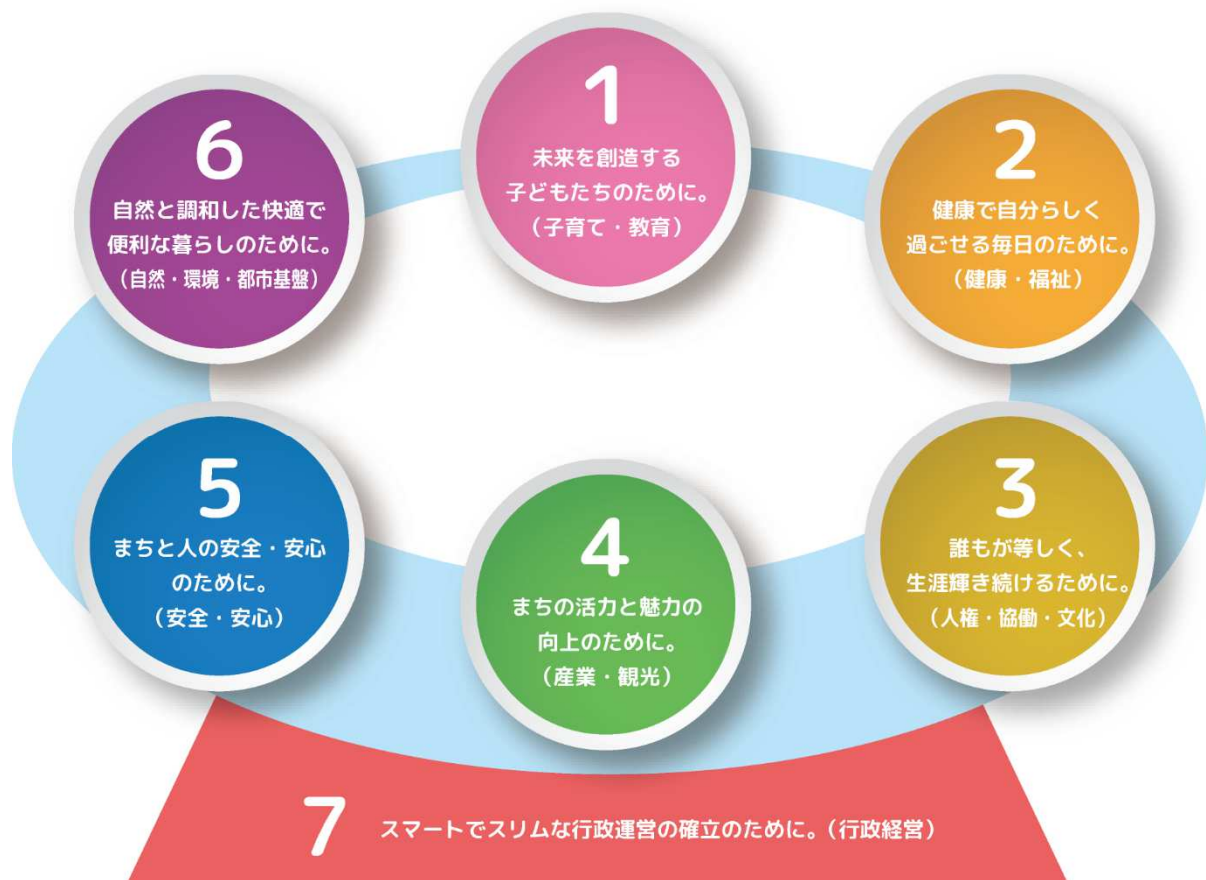 1
未来を創造する
子どもたちのために。
(子育て・教育)
2
健康で自分らしく
過ごせる毎日のために。
(健康・福祉)
3
誰もが等しく、
生涯輝き続けるために。
(人権・協働・文化)
4
まちの活力と魅力の
向上のために。
(産業・観光)
5
まちと人の安全・安心
のために。
(安全・安心)
6
自然と調和した快適で
便利な暮らしのために。
(自然・環境・都市基盤)
7
スマートでスリムな行政運営の確立のために。(行政経営)